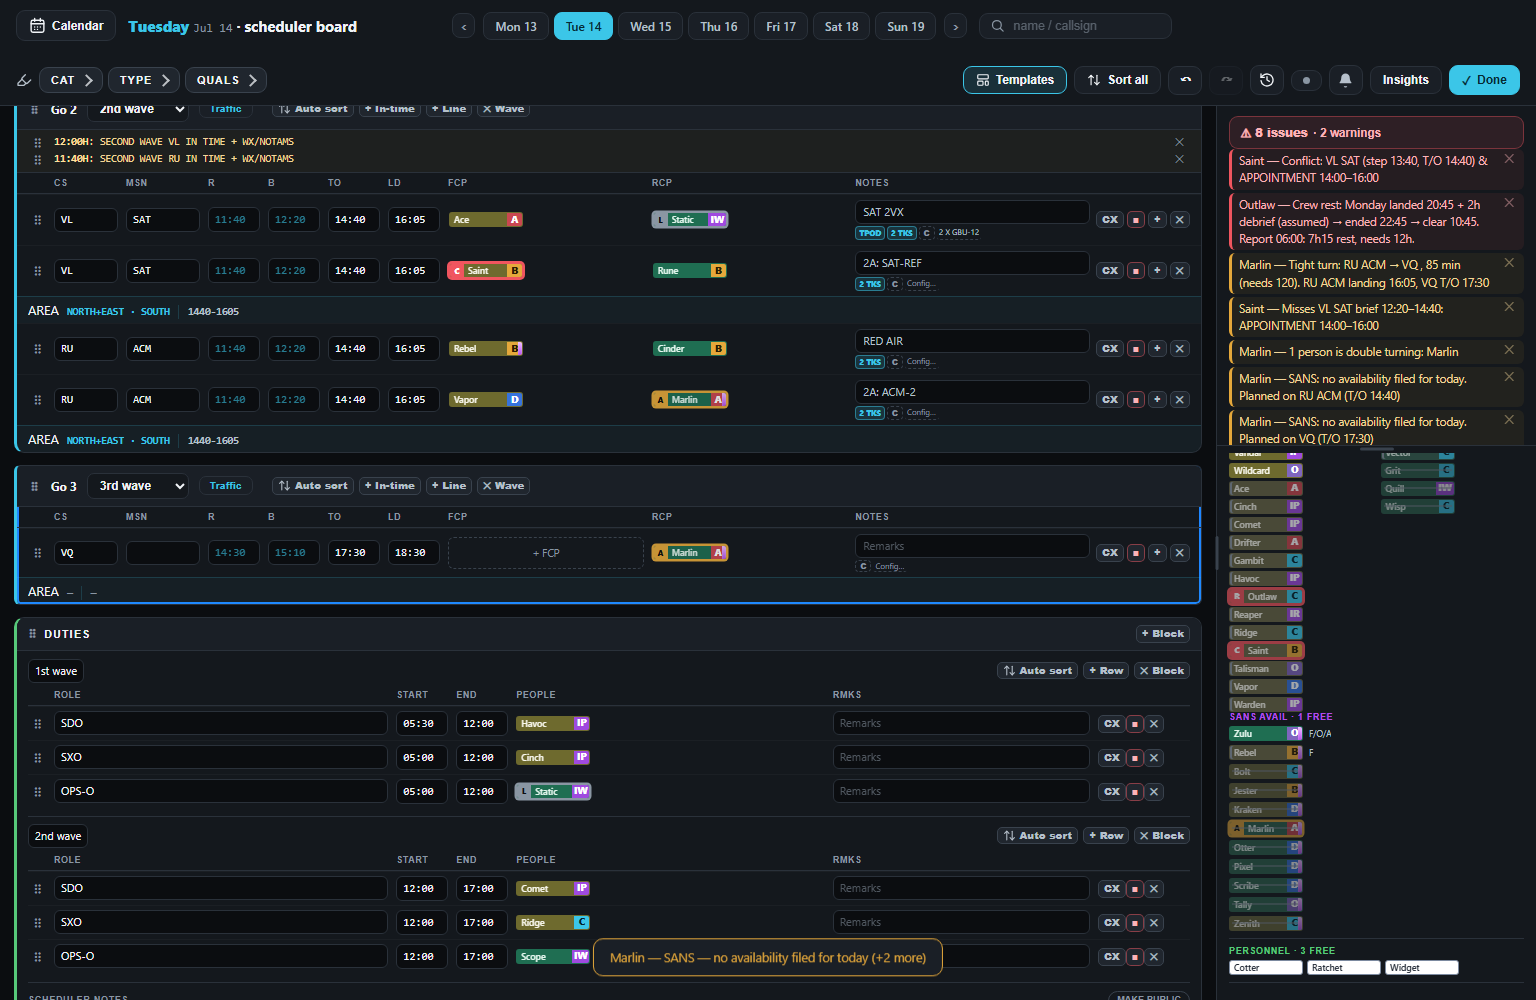 Calendar
Tuesday Jul 14 · scheduler board
‹ Mon 13 Tue 14 Wed 15 Thu 16 Fri 17 Sat 18 Sun 19 ›
name / callsign
CAT TYPE QUALS
Templates Sort all Insights ✓ Done
Go 2 2nd wave Traffic Auto sort + In-time + Line ✕ Wave
12:00H: SECOND WAVE VL IN TIME + WX/NOTAMS
11:40H: SECOND WAVE RU IN TIME + WX/NOTAMS
CS MSN R B TO LD FCP RCP NOTES
VL SAT 11:40 12:20 14:40 16:05 Ace A L Static IW SAT 2VX CX + ✕
TPOD 2 TKS C 2 X GBU-12
VL SAT 11:40 12:20 14:40 16:05 C Saint B Rune B 2A: SAT-REF CX + ✕
2 TKS C Config...
AREA NORTH+EAST · SOUTH 1440-1605
RU ACM 11:40 12:20 14:40 16:05 Rebel B Cinder B RED AIR CX + ✕
2 TKS C Config...
RU ACM 11:40 12:20 14:40 16:05 Vapor D A Marlin A 2A: ACM-2 CX + ✕
2 TKS C Config...
AREA NORTH+EAST · SOUTH 1440-1605
Go 3 3rd wave Traffic Auto sort + In-time + Line ✕ Wave
CS MSN R B TO LD FCP RCP NOTES
VQ 14:30 15:10 17:30 18:30 + FCP A Marlin A Remarks CX + ✕
C Config...
AREA – –
DUTIES + Block
1st wave Auto sort + Row ✕ Block
ROLE START END PEOPLE RMKS
SDO 05:30 12:00 Havoc IP Remarks CX ✕
SXO 05:00 12:00 Cinch IP Remarks CX ✕
OPS-O 05:00 12:00 L Static IW Remarks CX ✕
2nd wave Auto sort + Row ✕ Block
ROLE START END PEOPLE RMKS
SDO 12:00 17:00 Comet IP Remarks CX ✕
SXO 12:00 17:00 Ridge C Remarks CX ✕
OPS-O 12:00 17:00 Scope IW CX ✕
Marlin — SANS — no availability filed for today (+2 more)
SCHEDULER NOTES MAKE PUBLIC
⚠ 8 issues · 2 warnings
Saint — Conflict: VL SAT (step 13:40, T/O 14:40) &
APPOINTMENT 14:00–16:00
Outlaw — Crew rest: Monday landed 20:45 + 2h
debrief (assumed) → ended 22:45 → clear 10:45.
Report 06:00: 7h15 rest, needs 12h.
Marlin — Tight turn: RU ACM → VQ , 85 min
(needs 120). RU ACM landing 16:05, VQ T/O 17:30
Saint — Misses VL SAT brief 12:20–14:40:
APPOINTMENT 14:00–16:00
Marlin — 1 person is double turning: Marlin
Marlin — SANS: no availability filed for today.
Planned on RU ACM (T/O 14:40)
Marlin — SANS: no availability filed for today.
Planned on VQ (T/O 17:30)
Vandal Vector C
Wildcard O Grit C
Ace A Quill IW
Cinch IP Wisp C
Comet IP
Drifter A
Gambit C
Havoc IP
R Outlaw C
Reaper IR
Ridge C
C Saint B
Talisman O
Vapor D
Warden IP
SANS AVAIL · 1 FREE
Zulu O F/O/A
Rebel B F
Bolt C
Jester B
Kraken D
A Marlin A
Otter D
Pixel D
Scribe D
Tally O
Zenith C
PERSONNEL · 3 FREE
Cotter Ratchet Widget